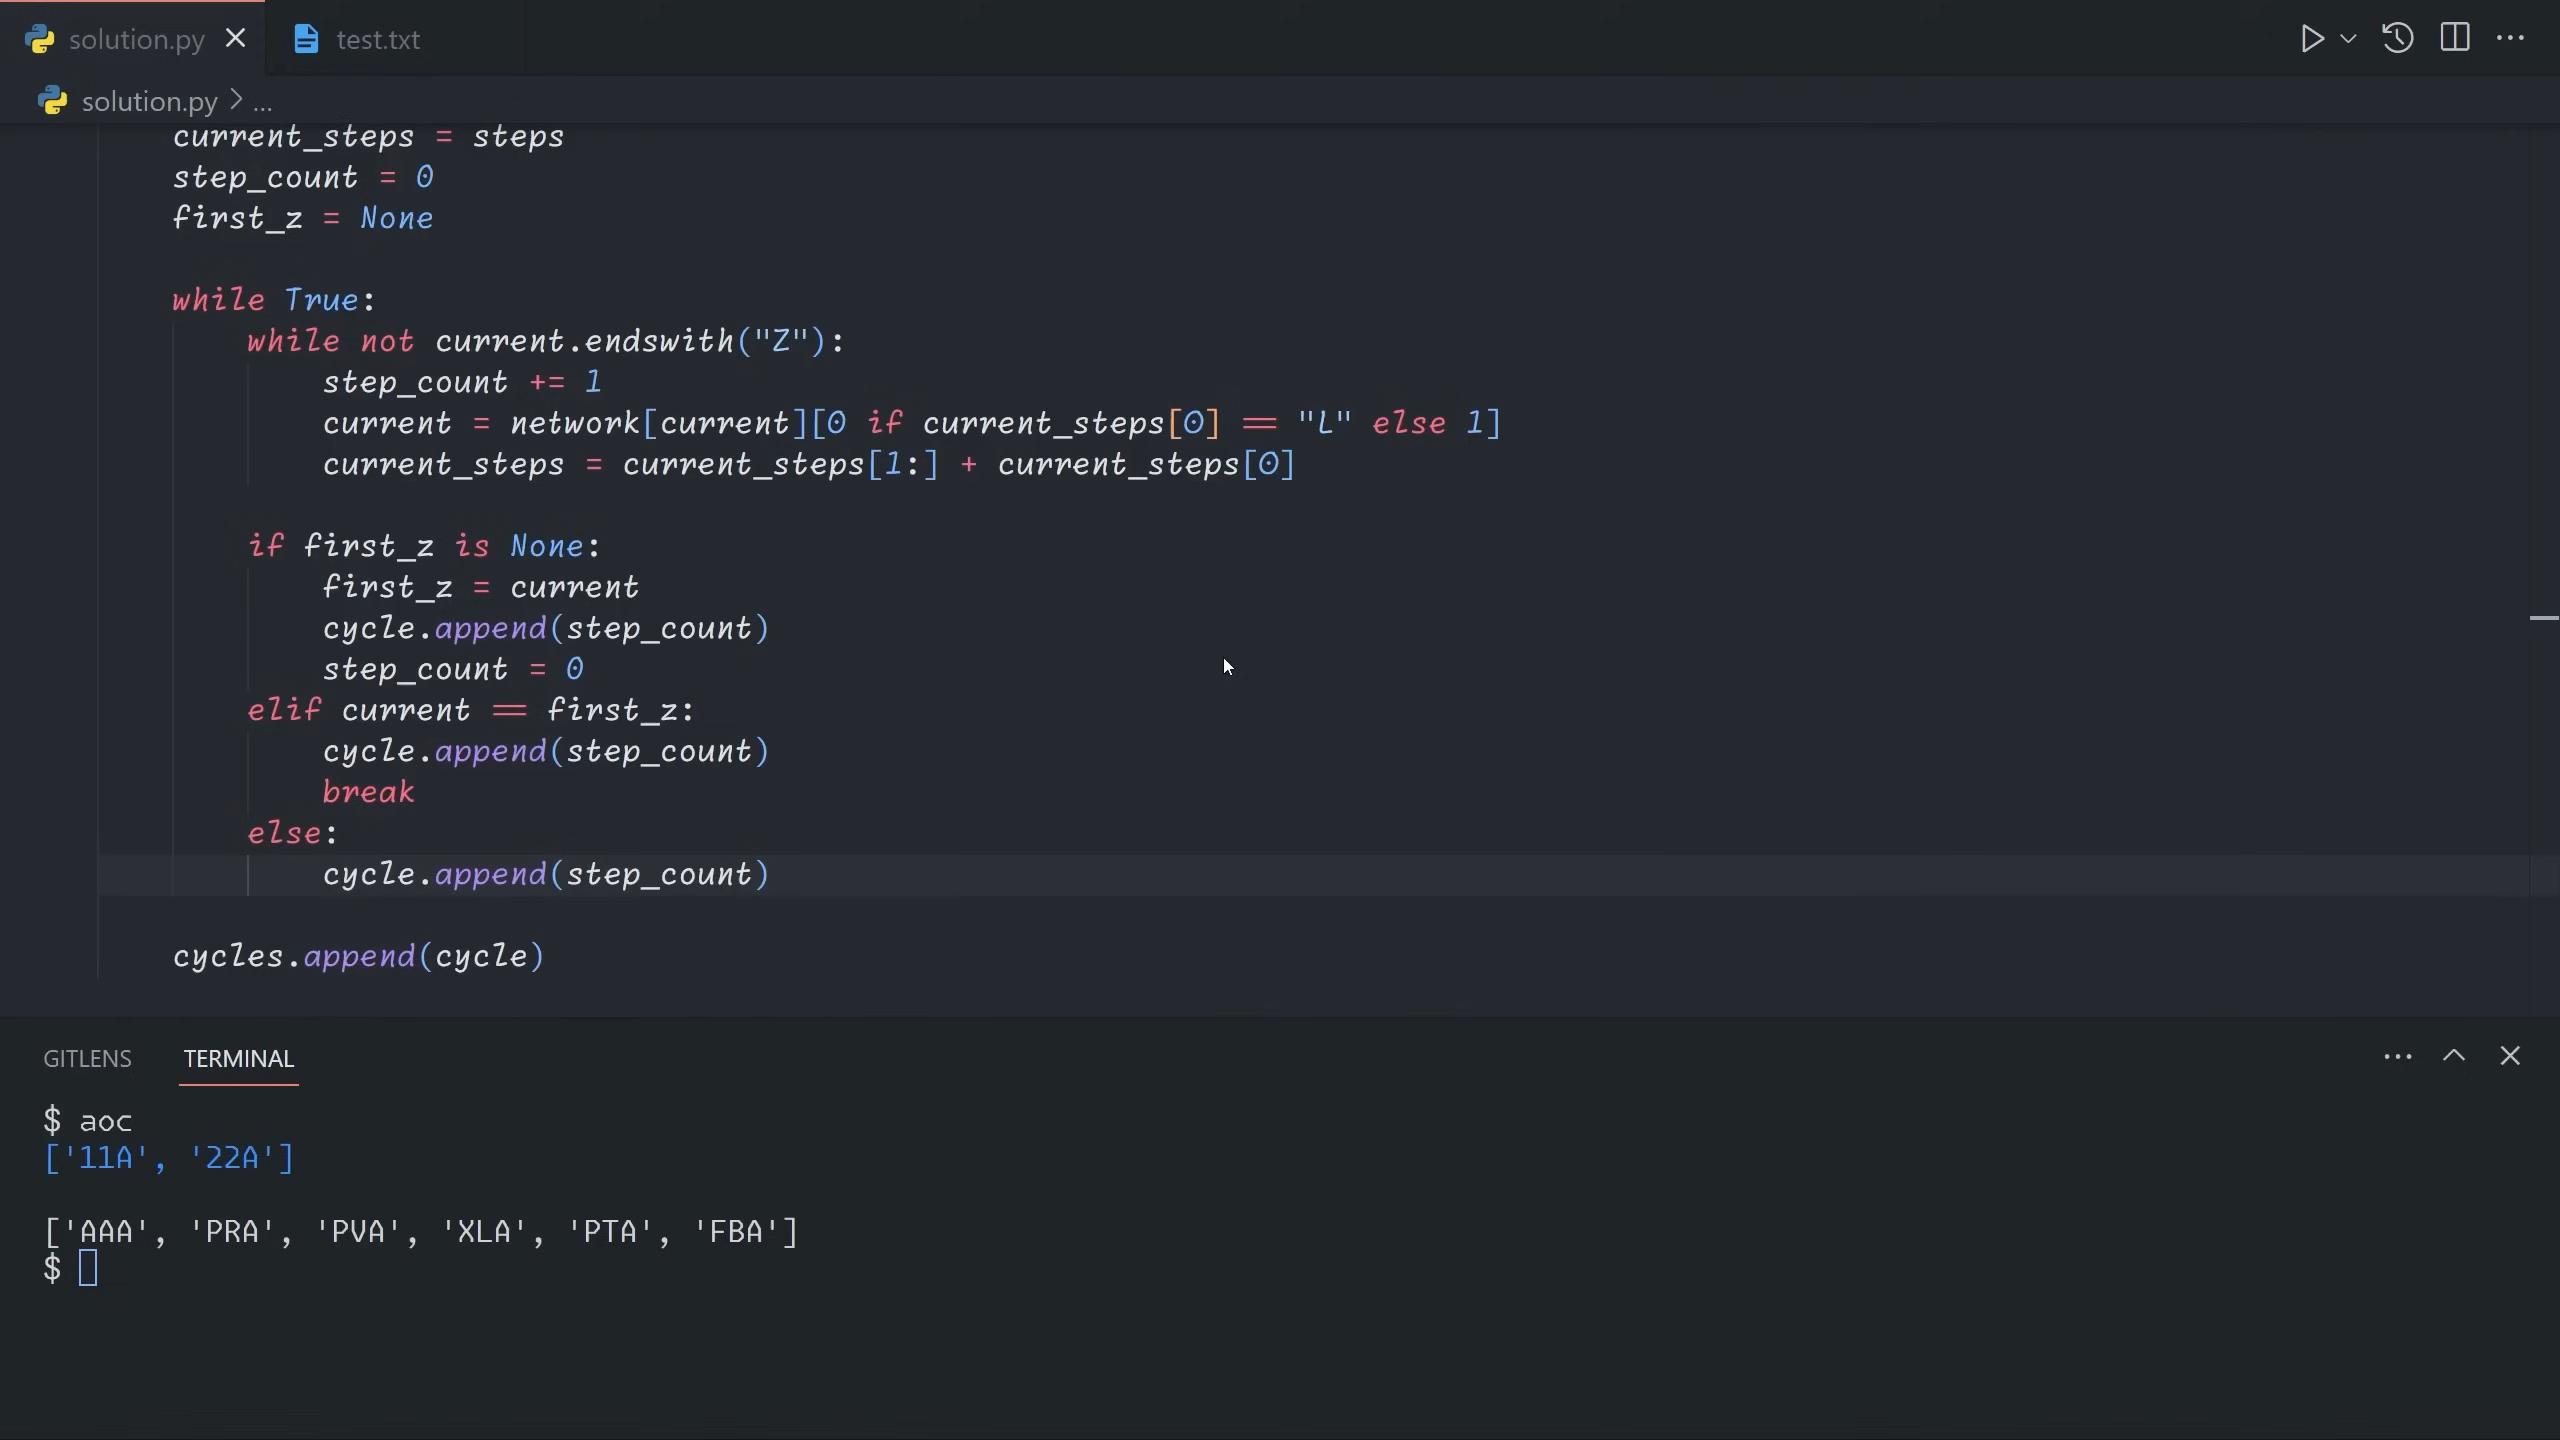 solution.py
test.txt
solution.py > ...
current_steps = steps
step_count = 0
first_z = None
while True:
while not current.endswith("Z"):
step_count += 1
current = network[current][0 if current_steps[0] == "L" else 1]
current_steps = current_steps[1:] + current_steps[0]
if first_z is None:
first_z = current
cycle.append(step_count)
step_count = 0
elif current == first_z:
cycle.append(step_count)
break
else:
cycle.append(step_count)
cycles.append(cycle)
GITLENS
TERMINAL
$ aoc
['11A', '22A']
['AAA', 'PRA', 'PVA', 'XLA', 'PTA', 'FBA']
$